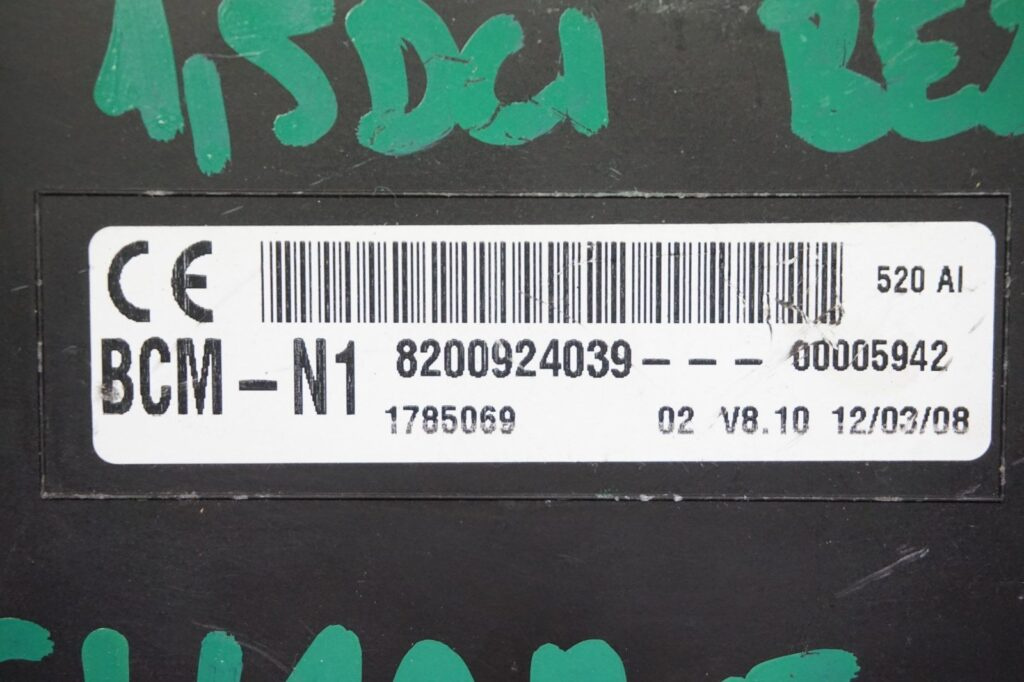 1,5DCI
CE
520 AI
BCM-N1 8200924039--- 00005942
1785069 02 V8.10 12/03/08